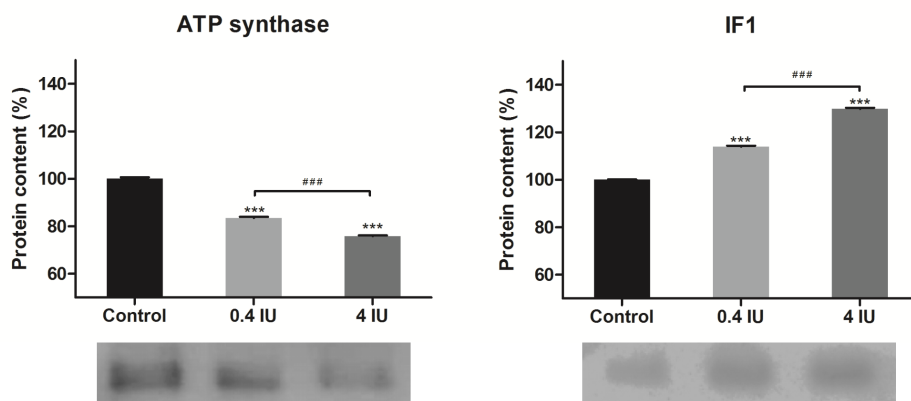 ATP synthase
Protein content (%)
140
120
100
80
60
###
***
***
Control 0.4 IU 4 IU
IF1
Protein content (%)
140
120
100
80
60
###
***
***
Control 0.4 IU 4 IU